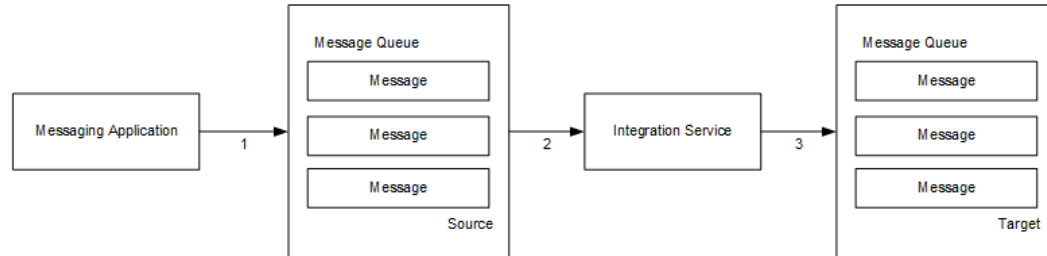 Messaging Application
1
Message Queue
Message
Message
Message
Source
2
Integration Service
3
Message Queue
Message
Message
Message
Target